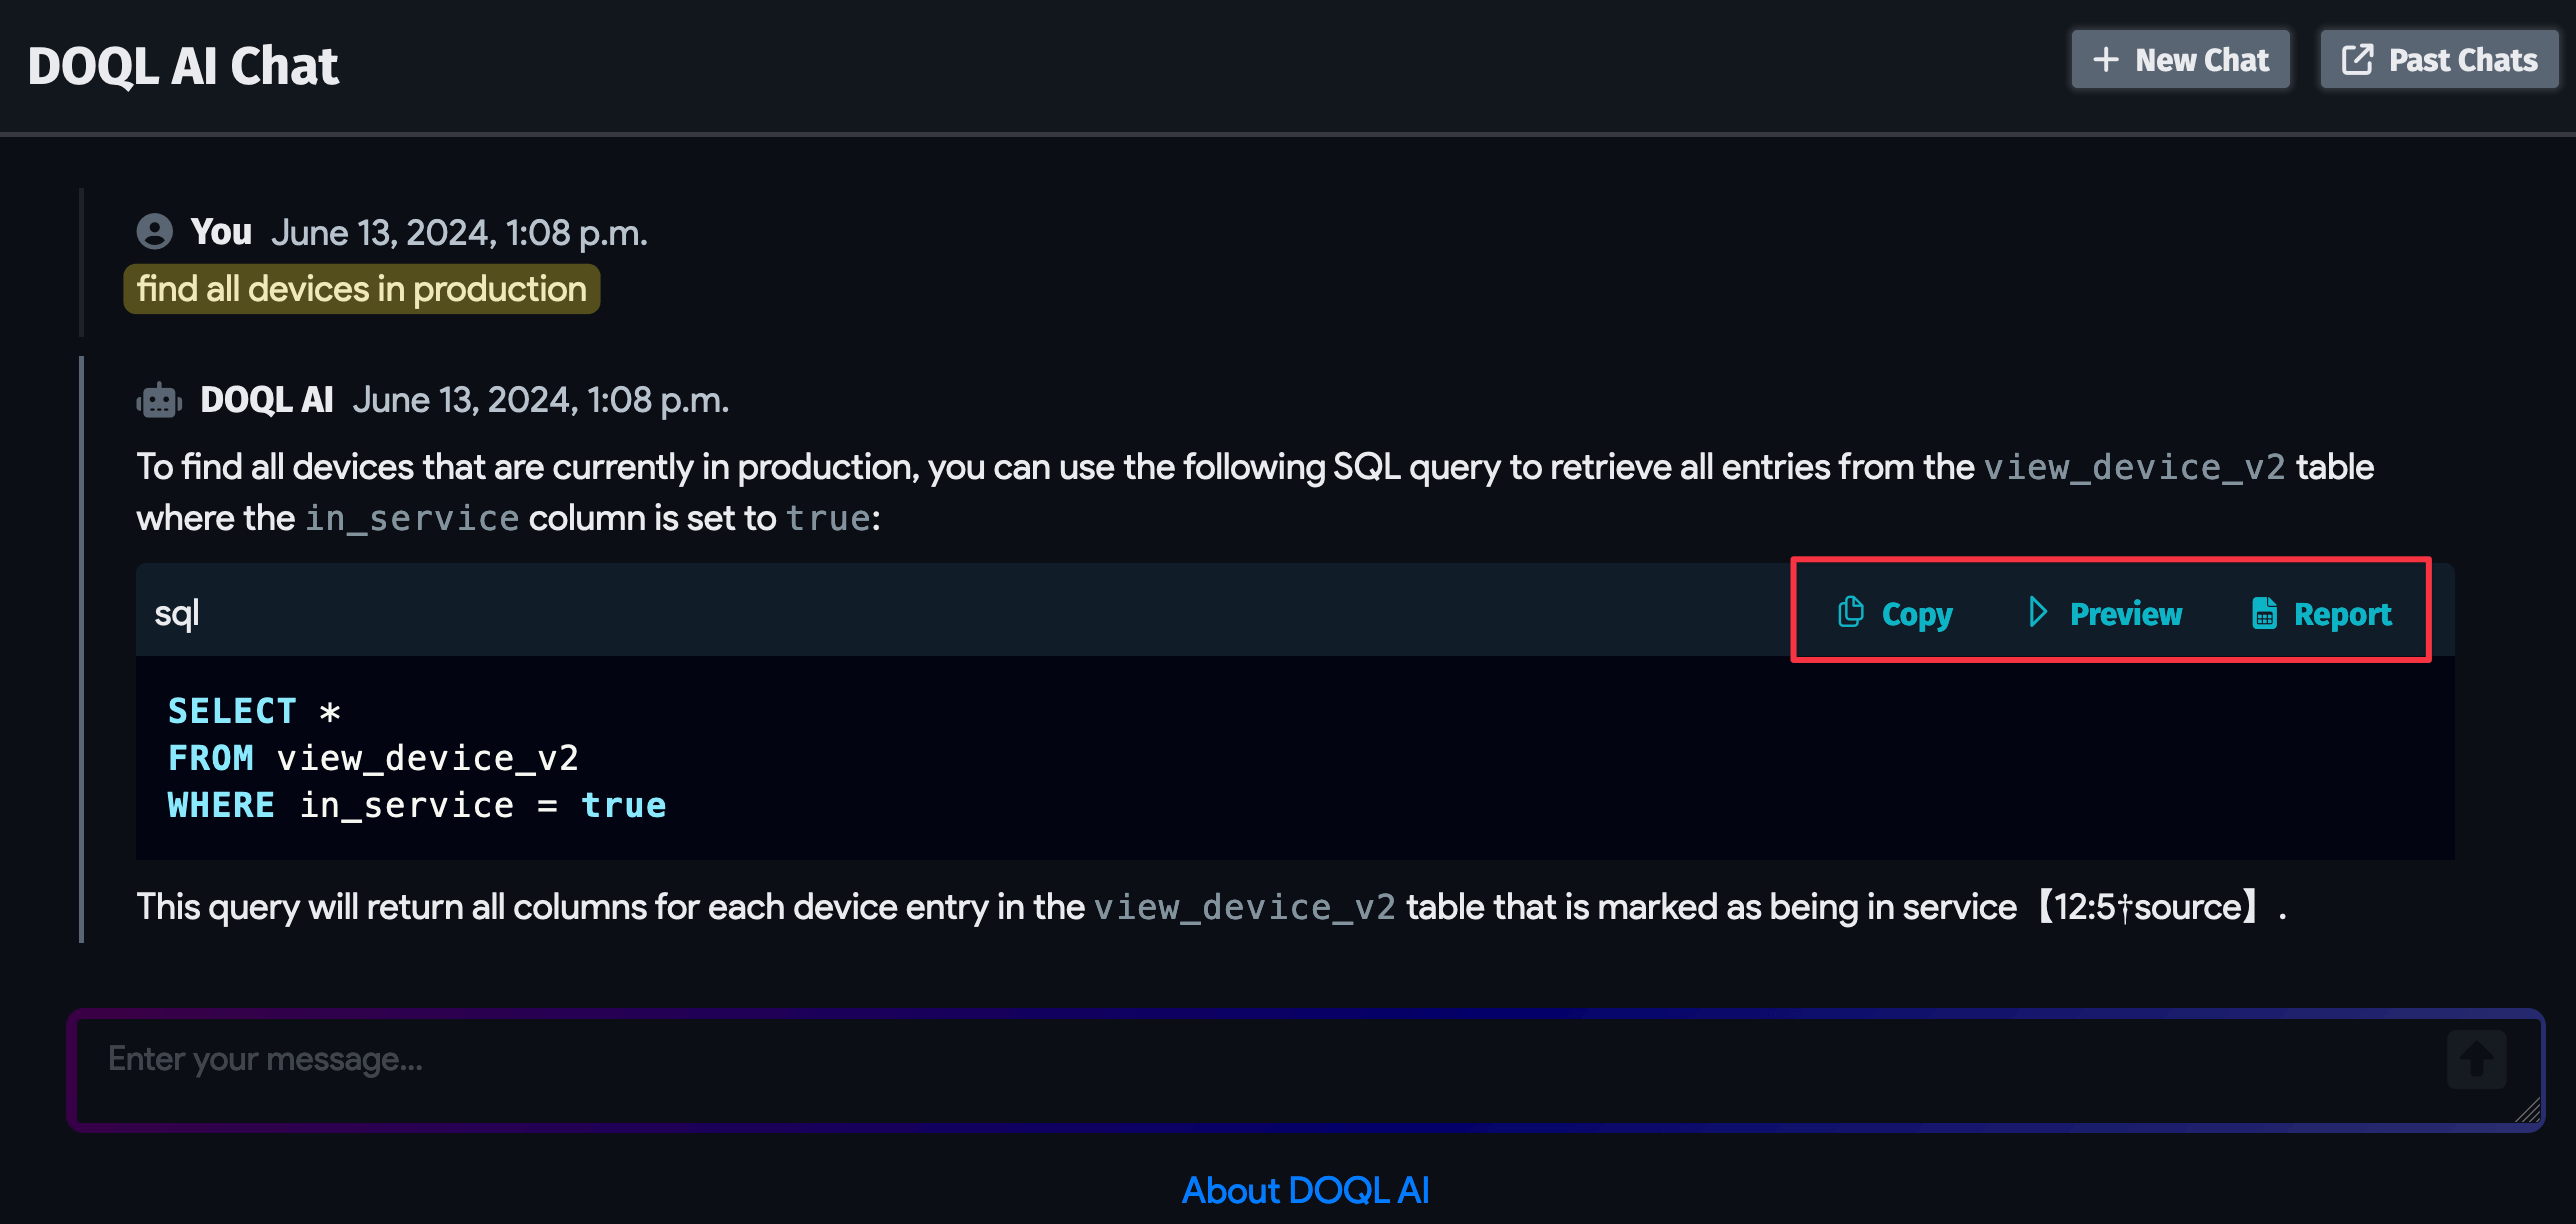 DOQL AI Chat
New Chat
Past Chats
You June 13, 2024, 1:08 p.m.
find all devices in production
DOQL AI June 13, 2024, 1:08 p.m.
To find all devices that are currently in production, you can use the following SQL query to retrieve all entries from the view_device_v2 table
where the in_service column is set to true:
sql
Copy
Preview
Report
SELECT *
FROM view_device_v2
WHERE in_service = true
This query will return all columns for each device entry in the view_device_v2 table that is marked as being in service【12:5†source】.
Enter your message...
About DOQL AI